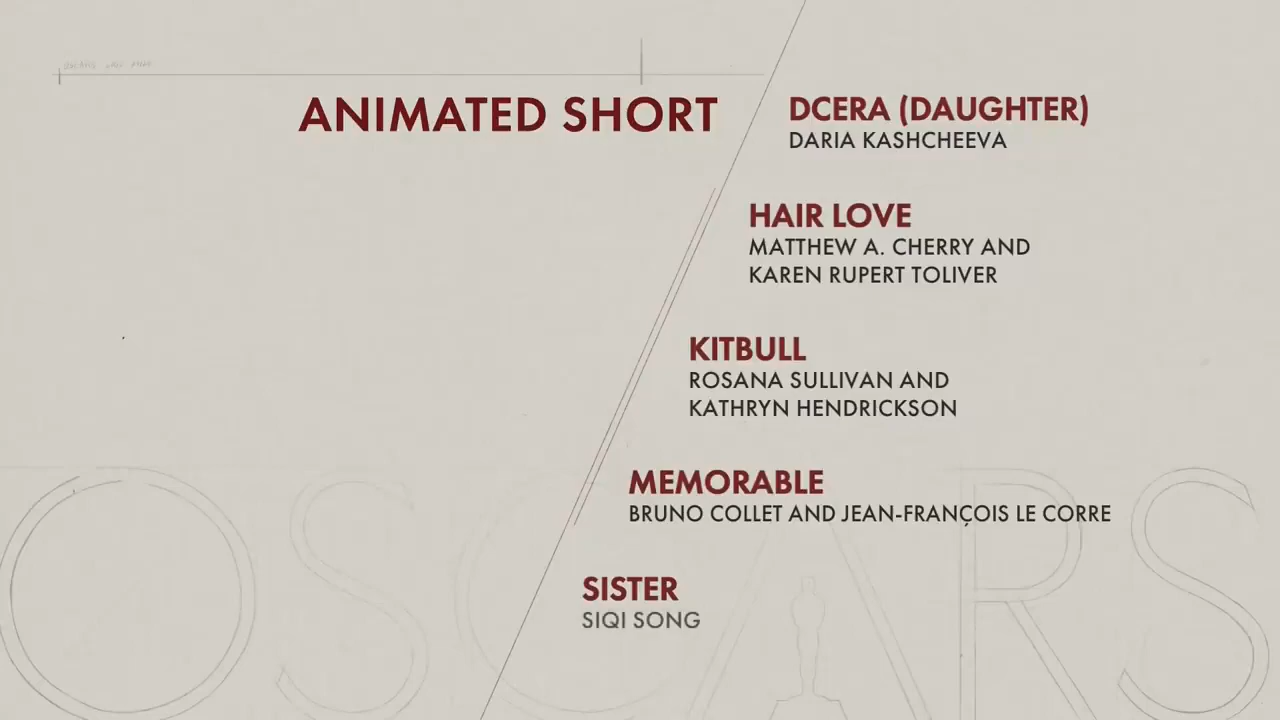 ANIMATED SHORT
DCERA (DAUGHTER)
DARIA KASHCHEEVA
HAIR LOVE
MATTHEW A. CHERRY AND
KAREN RUPERT TOLIVER
KITBULL
ROSANA SULLIVAN AND
KATHRYN HENDRICKSON
MEMORABLE
BRUNO COLLET AND JEAN-FRANÇOIS LE CORRE
SISTER
SIQI SONG
OSCARS